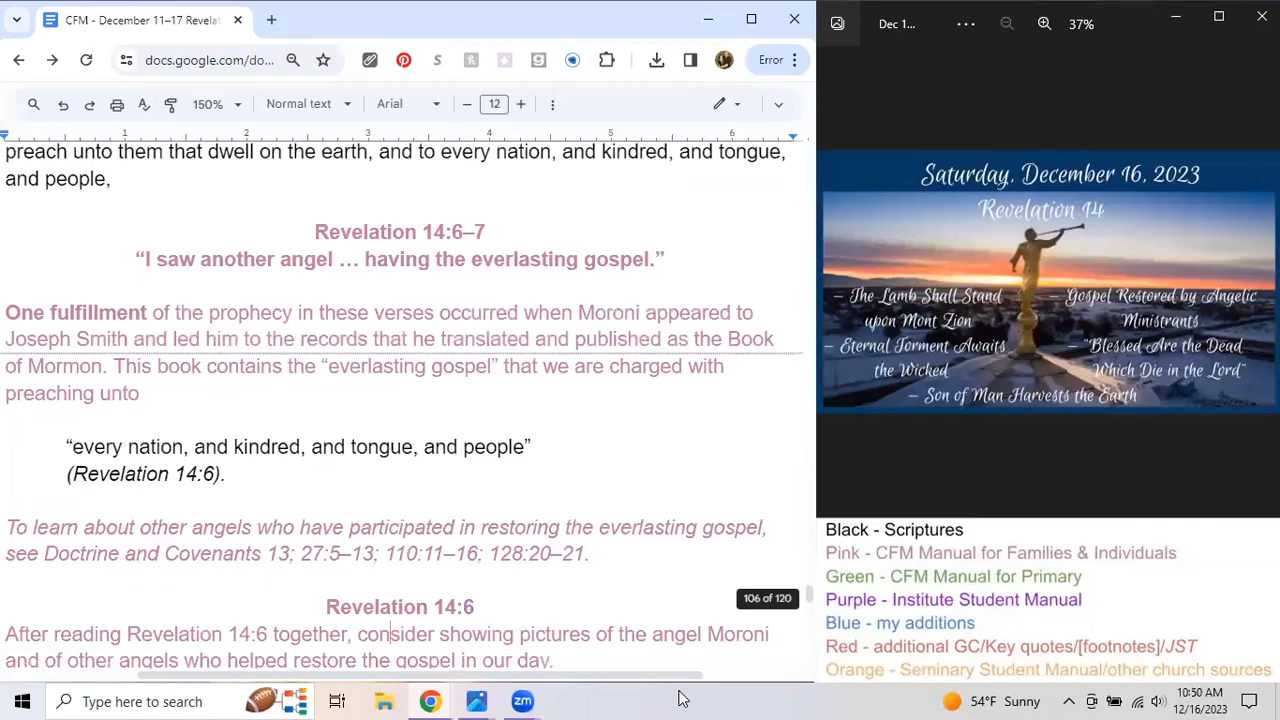 CFM - December 11–17 Revelat
docs.google.com/do...
Error
150%
Normal text
Arial
12
1 2 3 4 5 6
preach unto them that dwell on the earth, and to every nation, and kindred, and tongue,
and people,
Revelation 14:6–7
“I saw another angel … having the everlasting gospel.”
One fulfillment of the prophecy in these verses occurred when Moroni appeared to
Joseph Smith and led him to the records that he translated and published as the Book
of Mormon. This book contains the “everlasting gospel” that we are charged with
preaching unto
“every nation, and kindred, and tongue, and people”
(Revelation 14:6).
To learn about other angels who have participated in restoring the everlasting gospel,
see Doctrine and Covenants 13; 27:5–13; 110:11–16; 128:20–21.
106 of 120
Revelation 14:6
After reading Revelation 14:6 together, consider showing pictures of the angel Moroni
and of other angels who helped restore the gospel in our day.
Dec 1...
37%
Saturday, December 16, 2023
Revelation 14
– The Lamb Shall Stand
upon Mont Zion
– Eternal Torment Awaits
the Wicked
– Gospel Restored by Angelic
Ministrants
– "Blessed Are the Dead
Which Die in the Lord"
– Son of Man Harvests the Earth
Black - Scriptures
Pink - CFM Manual for Families & Individuals
Green - CFM Manual for Primary
Purple - Institute Student Manual
Blue - my additions
Red - additional GC/Key quotes/[footnotes]/JST
Orange - Seminary Student Manual/other church sources
Type here to search
zm
54°F Sunny
10:50 AM
12/16/2023